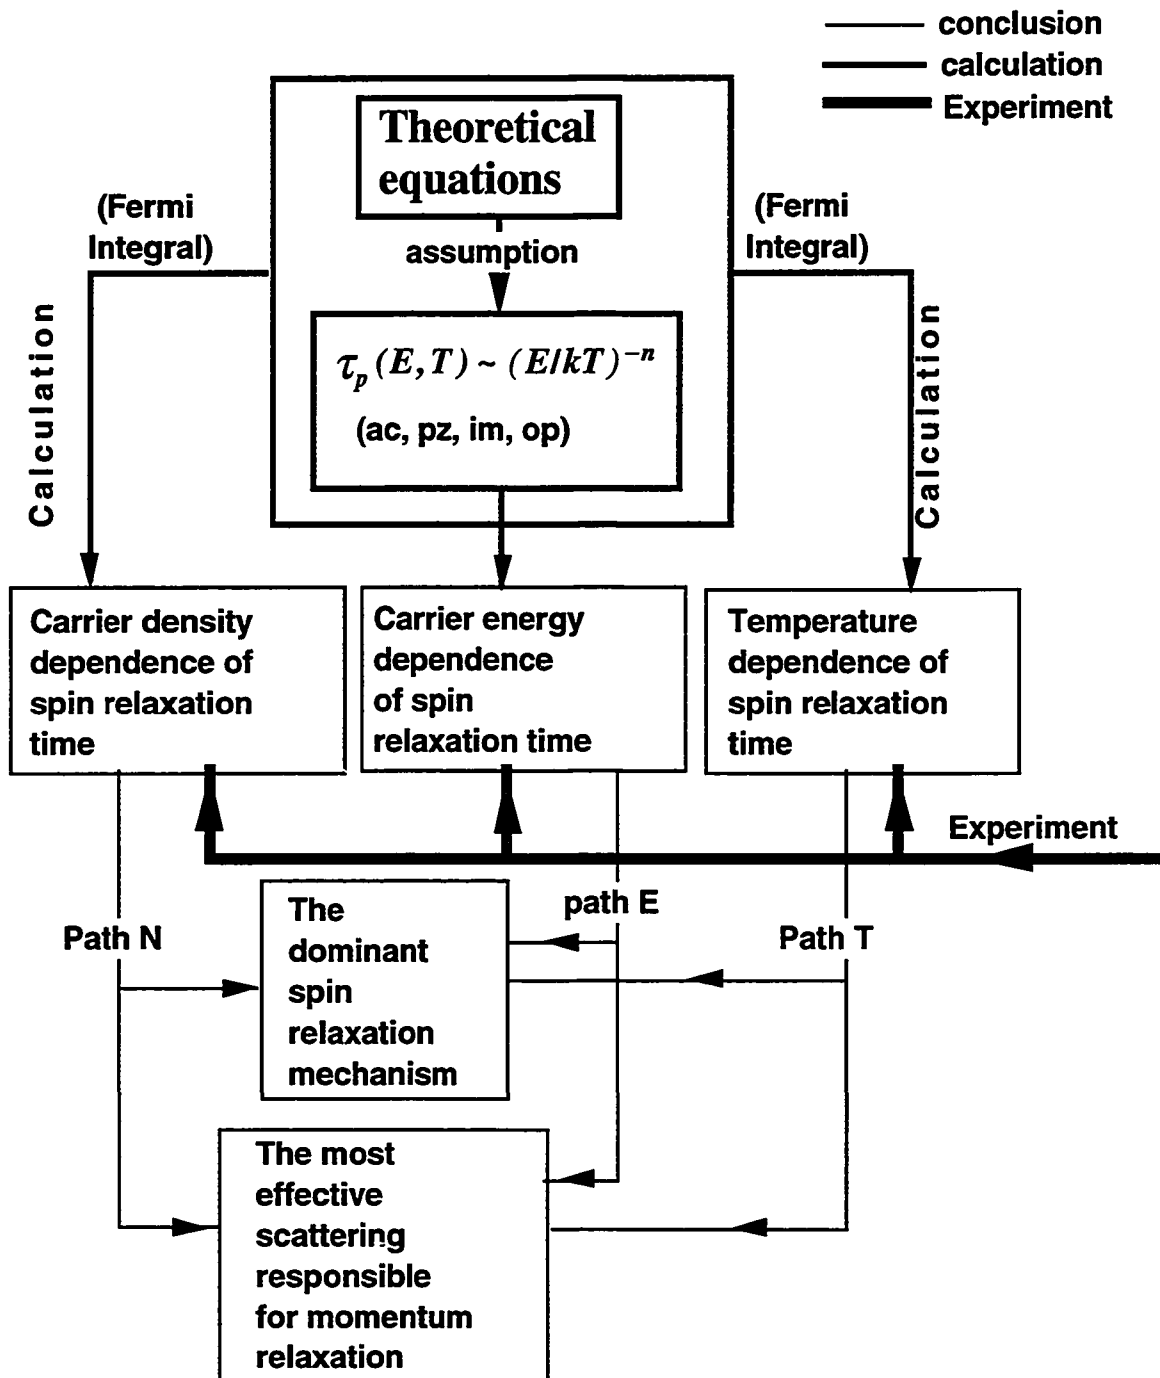 conclusion
calculation
Experiment
Theoretical
equations
(Fermi
Integral)
assumption
(Fermi
Integral)
Calculation
τp (E, T) ~ (E/kT)^−n
(ac, pz, im, op)
Calculation
Carrier density
dependence of
spin relaxation
time
Carrier energy
dependence
of spin
relaxation time
Temperature
dependence of
spin relaxation
time
Experiment
Path N
path E
Path T
The
dominant
spin
relaxation
mechanism
The most
effective
scattering
responsible
for momentum
relaxation